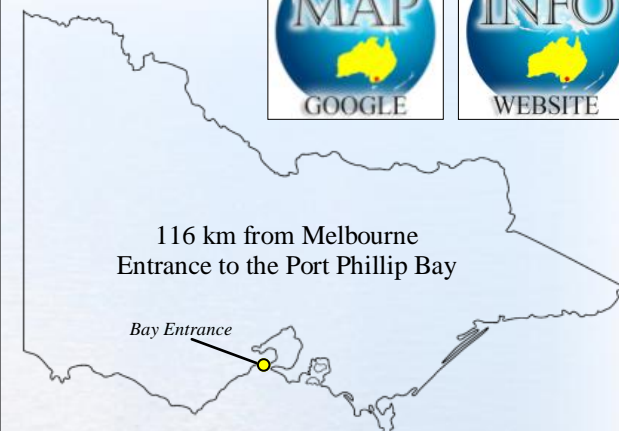 MAP
GOOGLE
INFO
WEBSITE
116 km from Melbourne
Entrance to the Port Phillip Bay
Bay Entrance